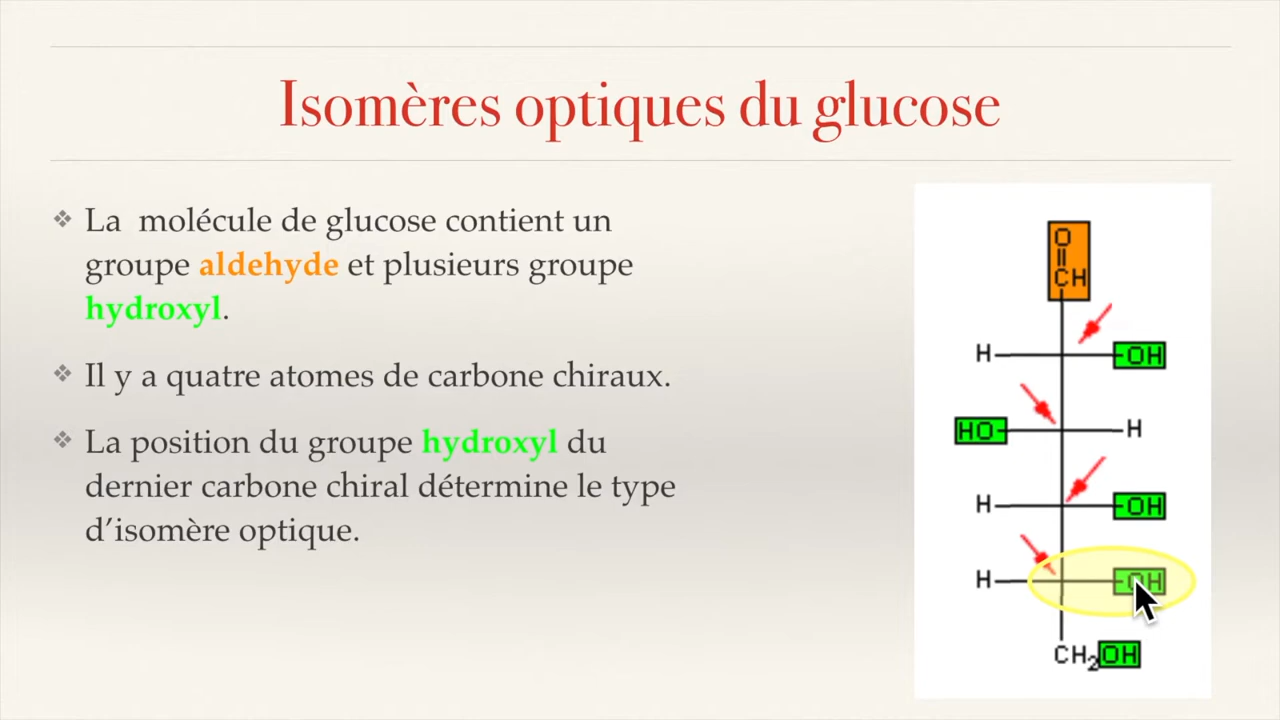 Isomères optiques du glucose
La molécule de glucose contient un
groupe aldehyde et plusieurs groupe
hydroxyl.
Il y a quatre atomes de carbone chiraux.
La position du groupe hydroxyl du
dernier carbone chiral détermine le type
d'isomère optique.
O
CH
H OH
HO H
H OH
H OH
CH2OH